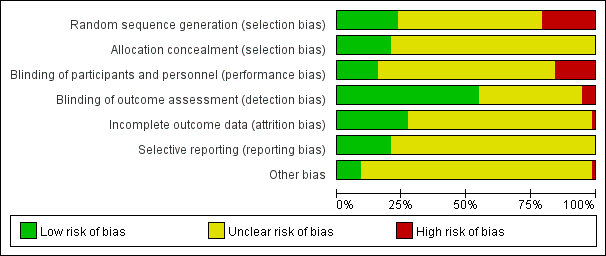 Random sequence generation (selection bias)
Allocation concealment (selection bias)
Blinding of participants and personnel (performance bias)
Blinding of outcome assessment (detection bias)
Incomplete outcome data (attrition bias)
Selective reporting (reporting bias)
Other bias
0% 25% 50% 75% 100%
Low risk of bias Unclear risk of bias High risk of bias